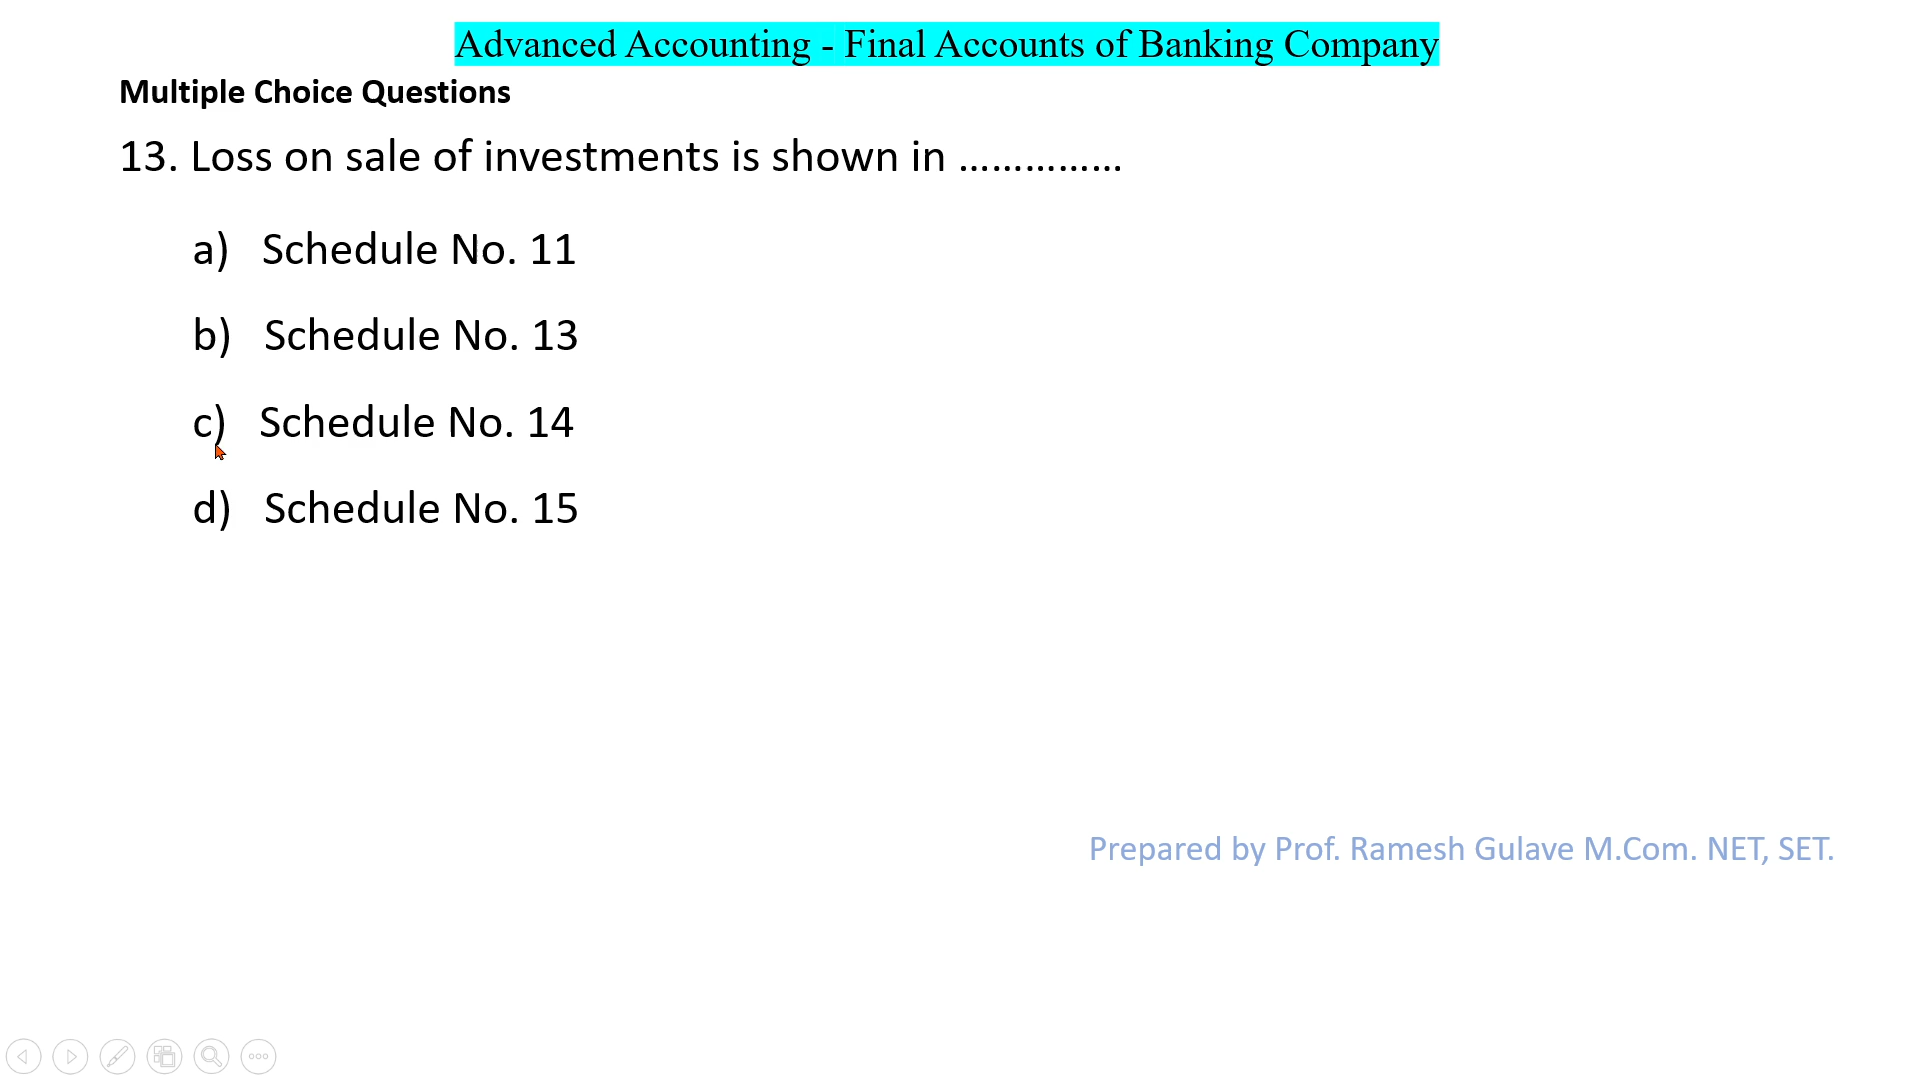 Advanced Accounting - Final Accounts of Banking Company
Multiple Choice Questions
13. Loss on sale of investments is shown in ……………
a) Schedule No. 11
b) Schedule No. 13
c) Schedule No. 14
d) Schedule No. 15
Prepared by Prof. Ramesh Gulave M.Com. NET, SET.